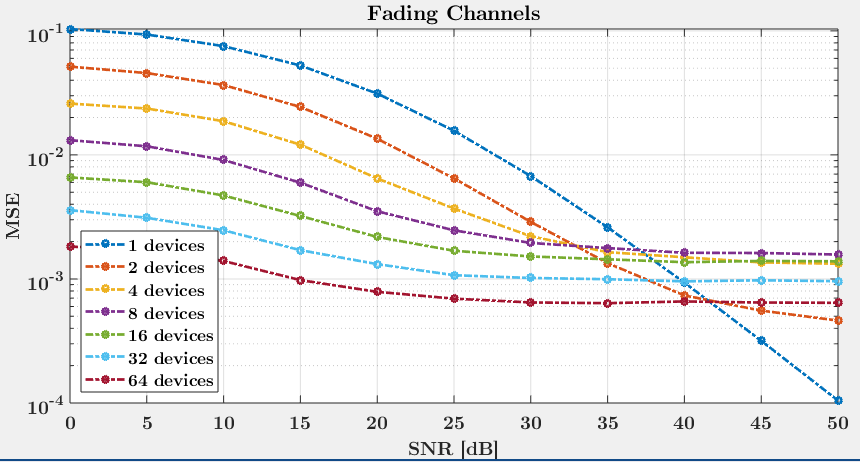 Fading Channels
10-1
10-2
10-3
10-4
MSE
1 devices
2 devices
4 devices
8 devices
16 devices
32 devices
64 devices
0 5 10 15 20 25 30 35 40 45 50
SNR [dB]